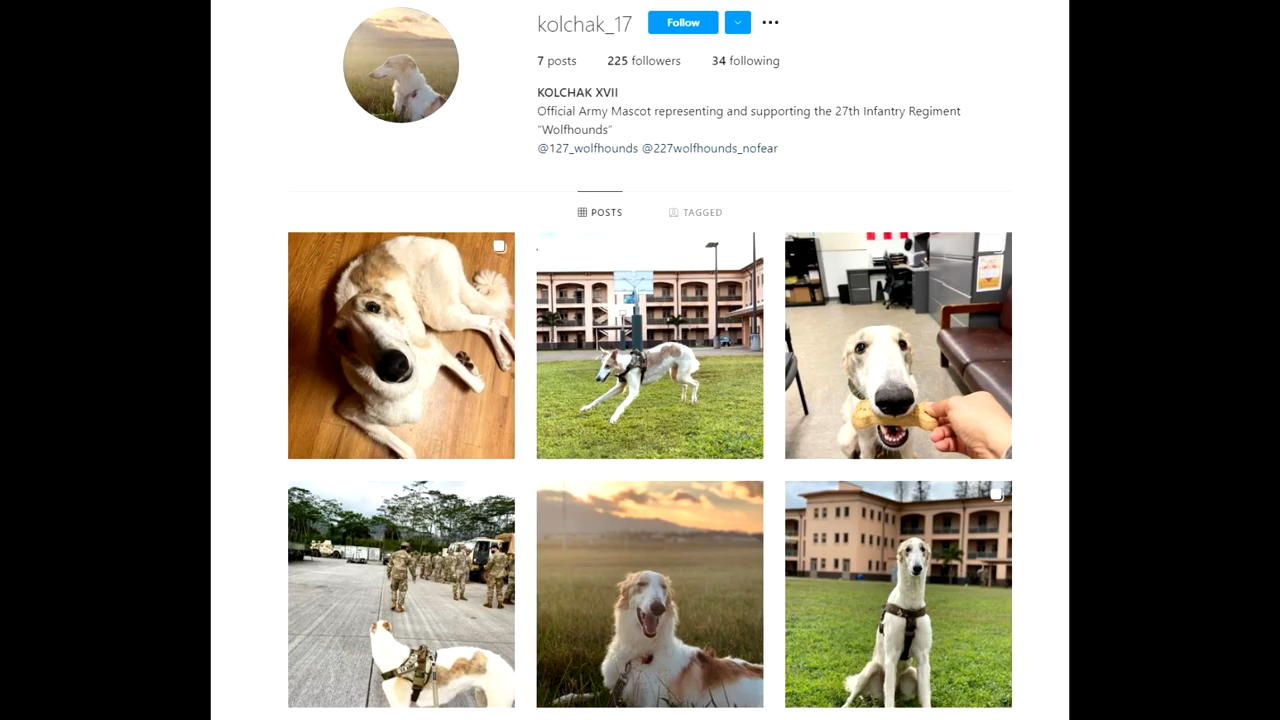 kolchak_17 Follow
7 posts 225 followers 34 following
KOLCHAK XVII
Official Army Mascot representing and supporting the 27th Infantry Regiment
"Wolfhounds"
@127_wolfhounds @227wolfhounds_nofear
POSTS TAGGED